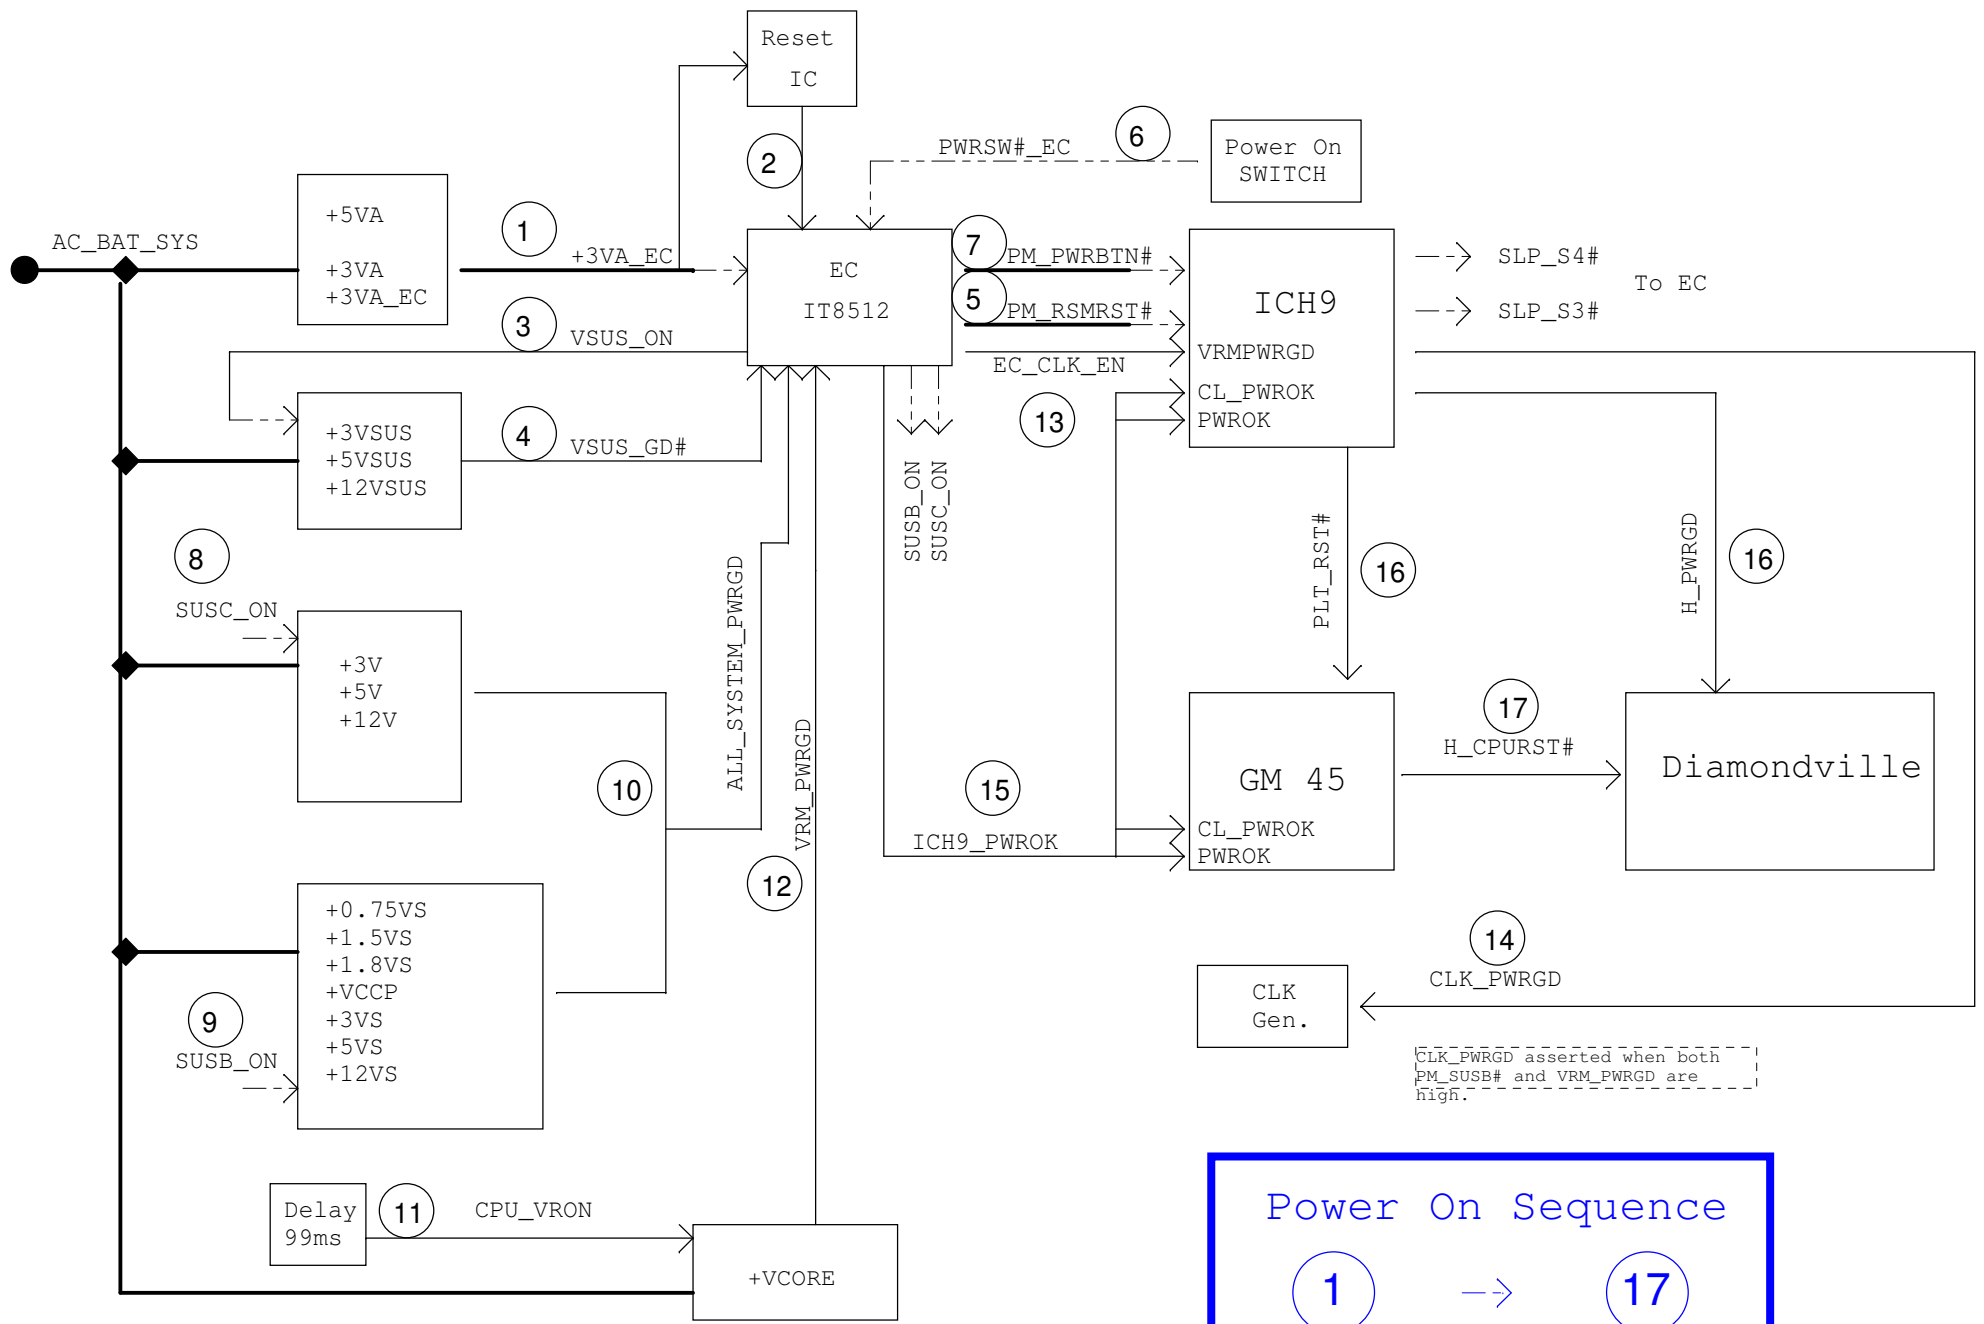 Reset
IC
2
6
PWRSW#_EC
Power On
SWITCH
AC_BAT_SYS
+5VA
+3VA
+3VA_EC
1
+3VA_EC
EC
IT8512
7
PM_PWRBTN#
5
PM_RSMRST#
EC_CLK_EN
13
ICH9
VRMPWRGD
CL_PWROK
PWROK
SLP_S4#
SLP_S3#
To EC
3
VSUS_ON
+3VSUS
+5VSUS
+12VSUS
4
VSUS_GD#
SUSB_ON
SUSC_ON
8
SUSC_ON
+3V
+5V
+12V
10
ALL_SYSTEM_PWRGD
VRM_PWRGD
12
PLT_RST#
16
H_PWRGD
16
15
ICH9_PWROK
GM 45
CL_PWROK
PWROK
17
H_CPURST#
Diamondville
+0.75VS
+1.5VS
+1.8VS
+VCCP
+3VS
+5VS
+12VS
9
SUSB_ON
14
CLK_PWRGD
CLK
Gen.
CLK_PWRGD asserted when both
PM_SUSB# and VRM_PWRGD are
high.
Delay
99ms
11
CPU_VRON
+VCORE
Power On Sequence
1
17